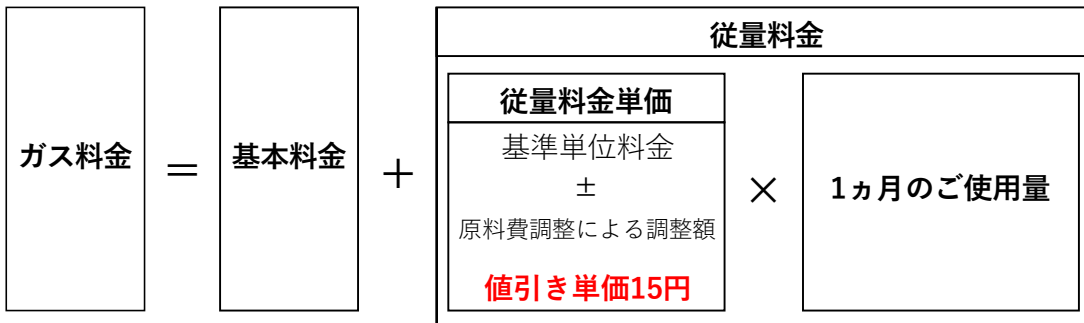 従量料金
ガス料金
＝
基本料金
＋
従量料金単価
基準単位料金
±
原料費調整による調整額
値引き単価15円
×
1ヵ月のご使用量